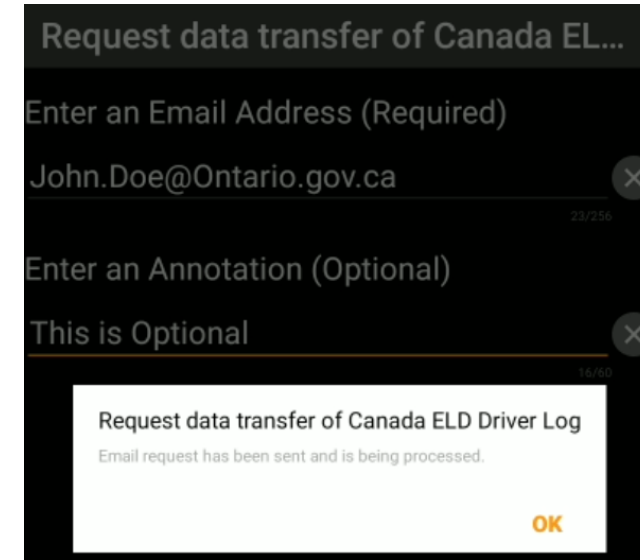 Request data transfer of Canada EL...
Enter an Email Address (Required)
John.Doe@Ontario.gov.ca
23/256
Enter an Annotation (Optional)
This is Optional
16/60
Request data transfer of Canada ELD Driver Log
Email request has been sent and is being processed.
OK